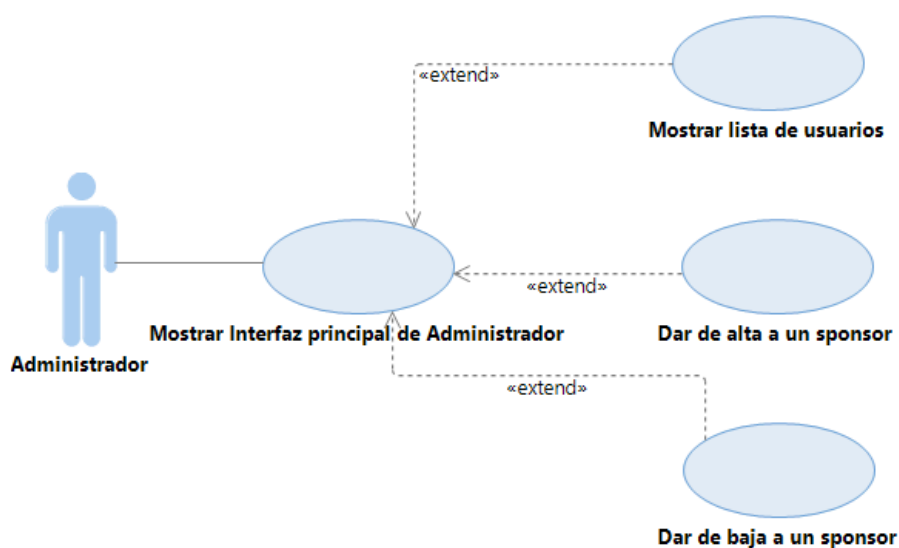 «extend»
Mostrar lista de usuarios
«extend»
Mostrar Interfaz principal de Administrador
Dar de alta a un sponsor
Administrador
«extend»
Dar de baja a un sponsor